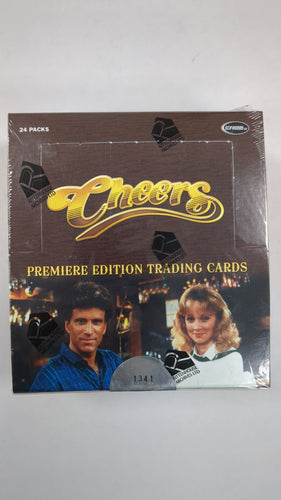 24 PACKS
Cheers
PREMIERE EDITION TRADING CARDS
1341